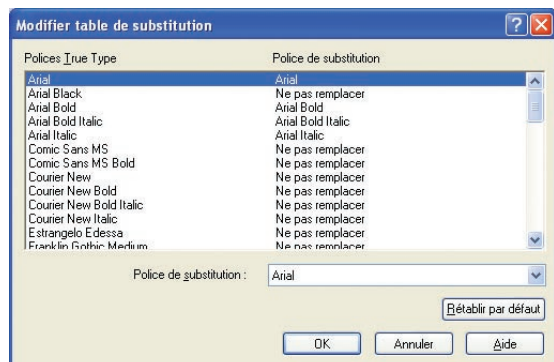 Modifier table de substitution
Polices True Type Police de substitution
Arial Arial
Arial Black Ne pas remplacer
Arial Bold Arial Bold
Arial Bold Italic Arial Bold Italic
Arial Italic Arial Italic
Comic Sans MS Ne pas remplacer
Comic Sans MS Bold Ne pas remplacer
Courier New Ne pas remplacer
Courier New Bold Ne pas remplacer
Courier New Bold Italic Ne pas remplacer
Courier New Italic Ne pas remplacer
Estrangelo Edessa Ne pas remplacer
Franklin Gothic Medium Ne pas remplacer
Police de substitution : Arial
Rétablir par défaut
OK Annuler Aide